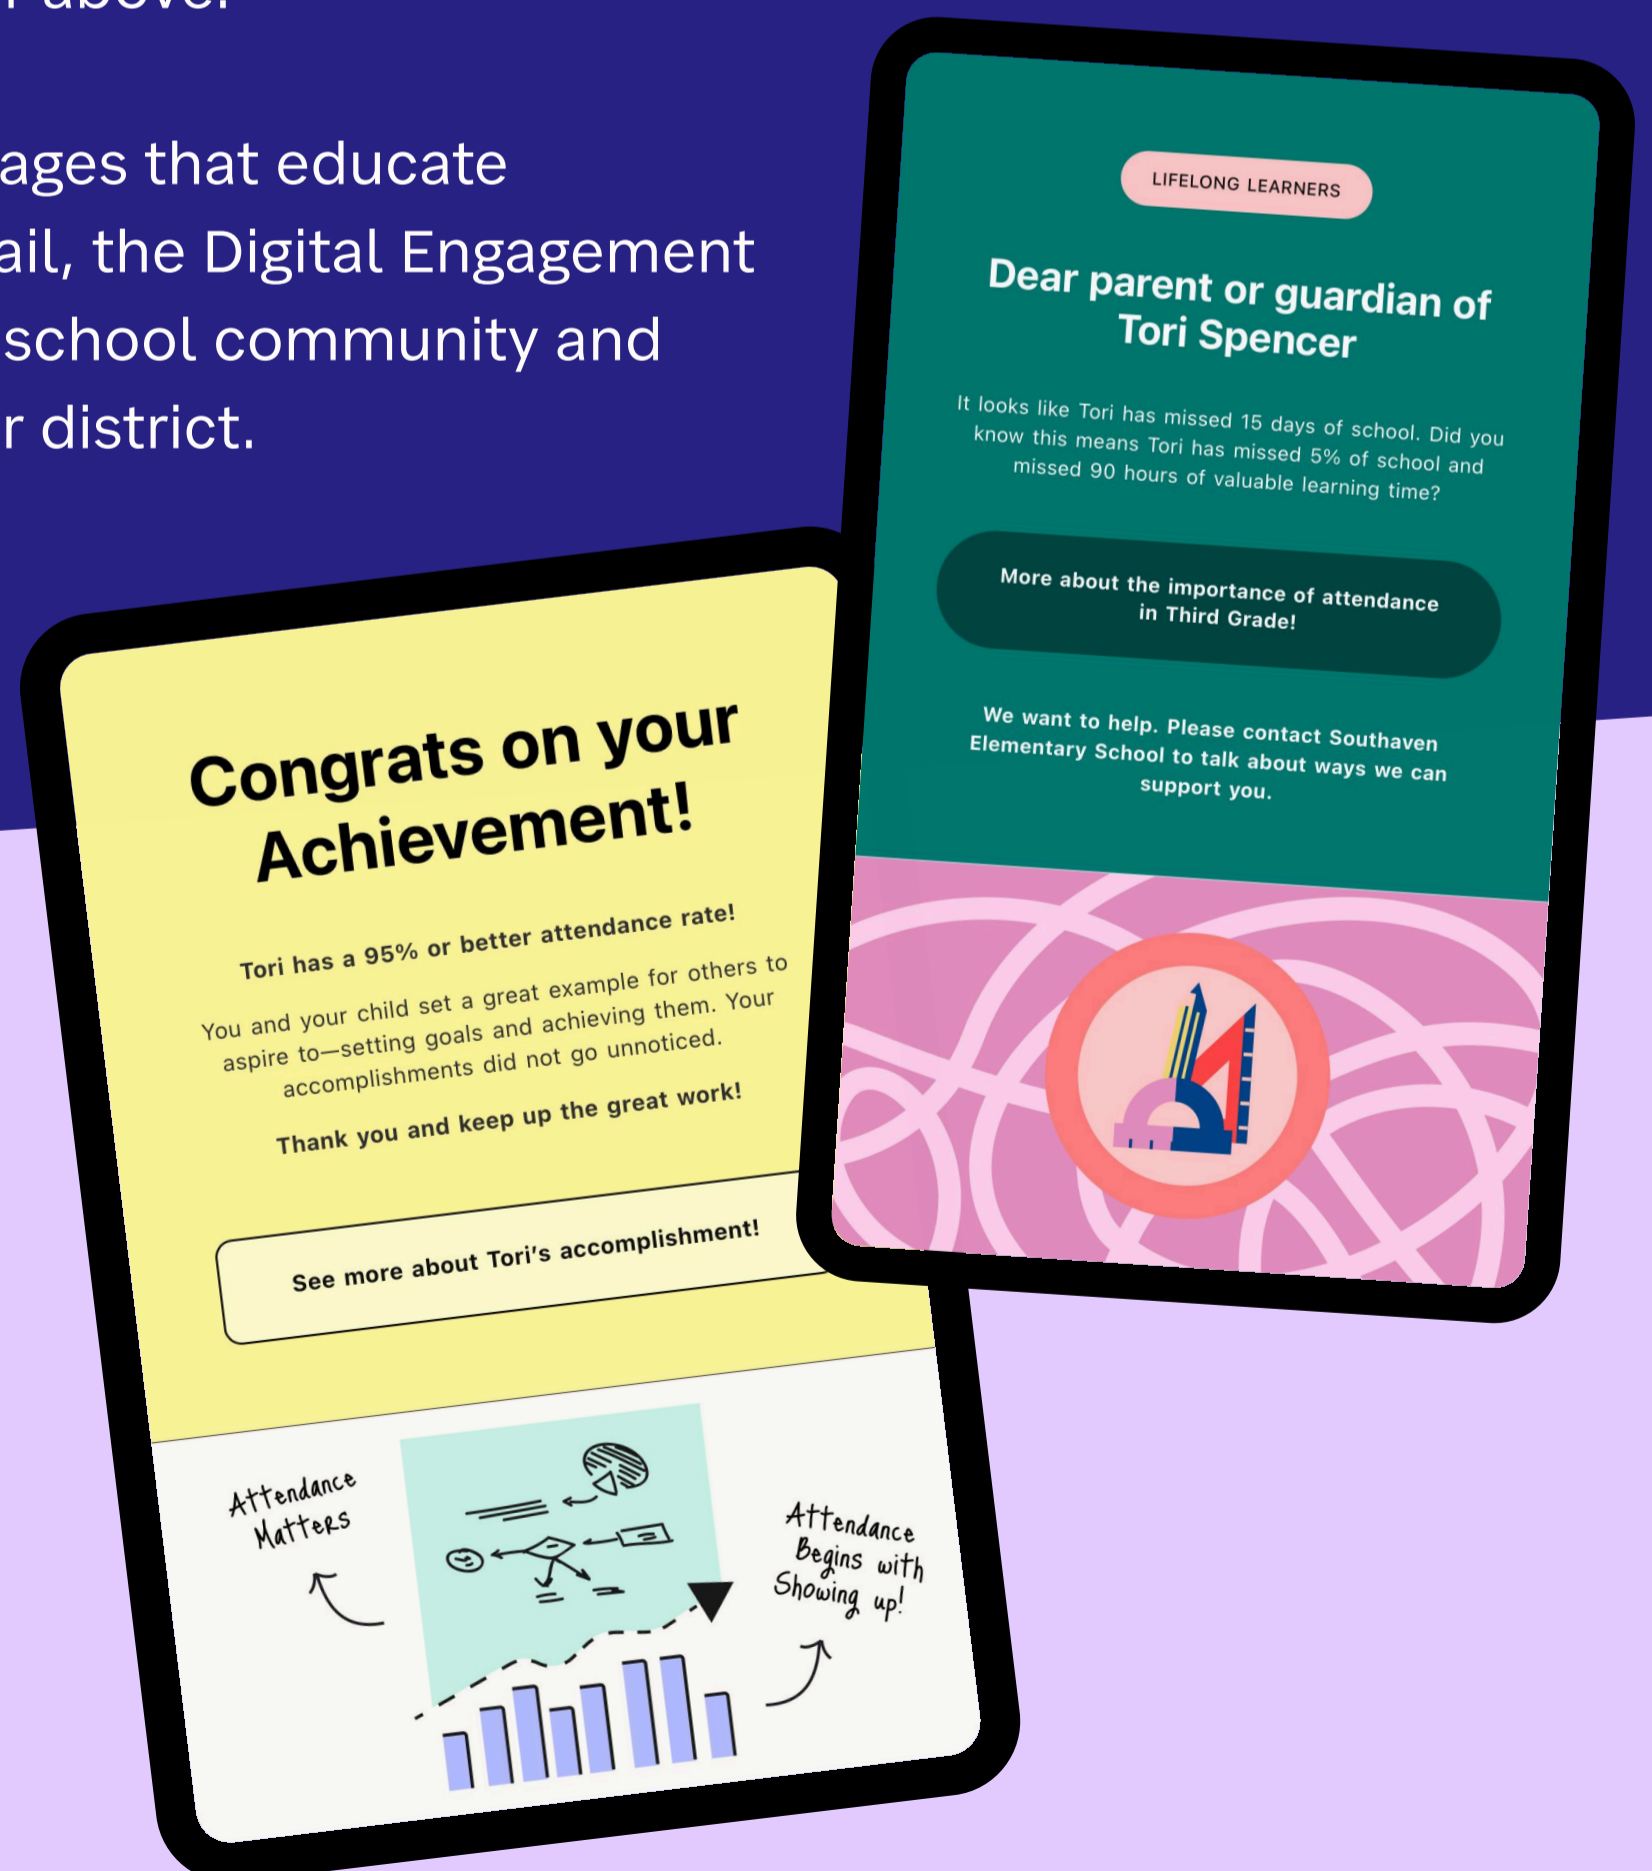 above.
ages that educate
ail, the Digital Engagement
school community and
r district.
LIFELONG LEARNERS
Dear parent or guardian of
Tori Spencer
It looks like Tori has missed 15 days of school. Did you
know this means Tori has missed 5% of school and
missed 90 hours of valuable learning time?
More about the importance of attendance
in Third Grade!
We want to help. Please contact Southaven
Elementary School to talk about ways we can
support you.
Congrats on your
Achievement!
Tori has a 95% or better attendance rate!
You and your child set a great example for others to
aspire to—setting goals and achieving them. Your
accomplishments did not go unnoticed.
Thank you and keep up the great work!
See more about Tori's accomplishment!
Attendance
Matters
Attendance
Begins with
Showing up!